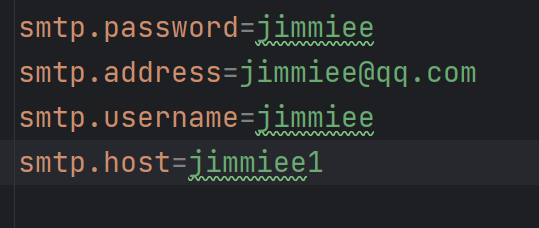 smtp.password=jimmiee
smtp.address=jimmiee@qq.com
smtp.username=jimmiee
smtp.host=jimmiee1